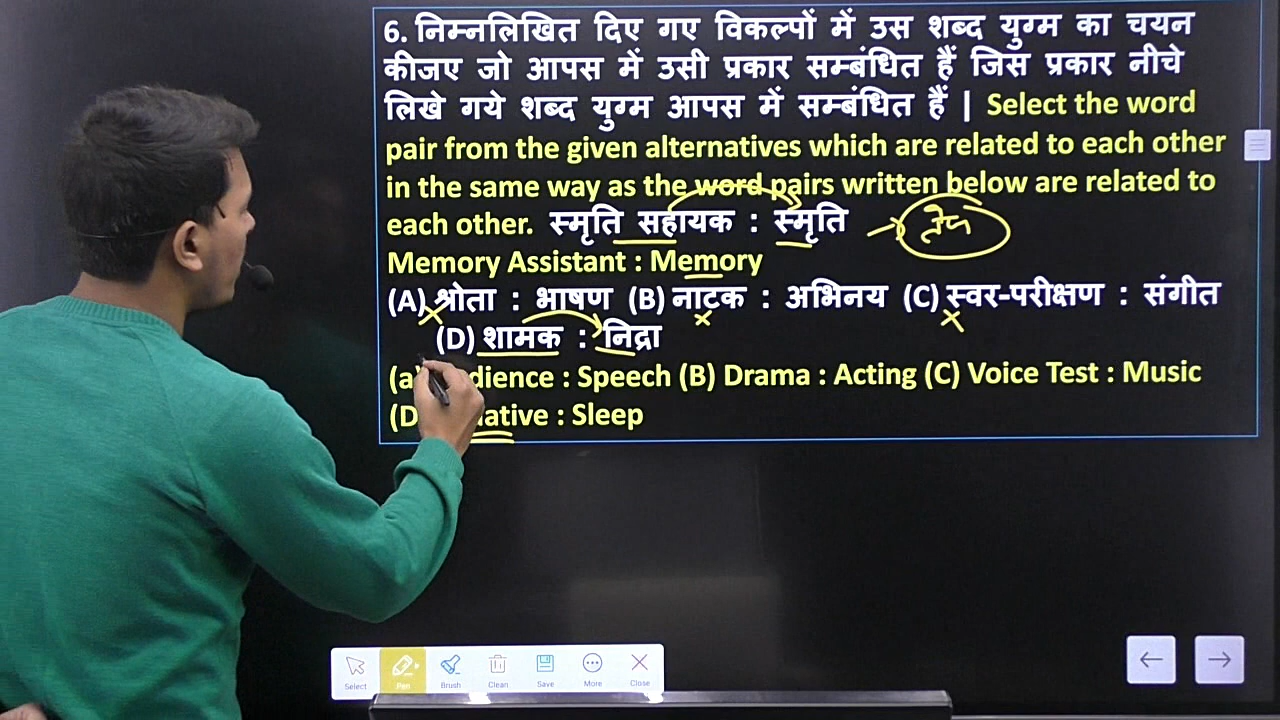 6. निम्नलिखित दिए गए विकल्पों में उस शब्द युग्म का चयन
कीजए जो आपस में उसी प्रकार सम्बंधित हैं जिस प्रकार नीचे
लिखे गये शब्द युग्म आपस में सम्बंधित हैं | Select the word
pair from the given alternatives which are related to each other
in the same way as the word pairs written below are related to
each other. स्मृति सहायक : स्मृति
Memory Assistant : Memory
(A) श्रोता : भाषण (B) नाटक : अभिनय (C) स्वर-परीक्षण : संगीत
(D) शामक : निद्रा
(a) : Speech (B) Drama : Acting (C) Voice Test : Music
(D : Sleep
Select Pen Brush Clean Save More Close